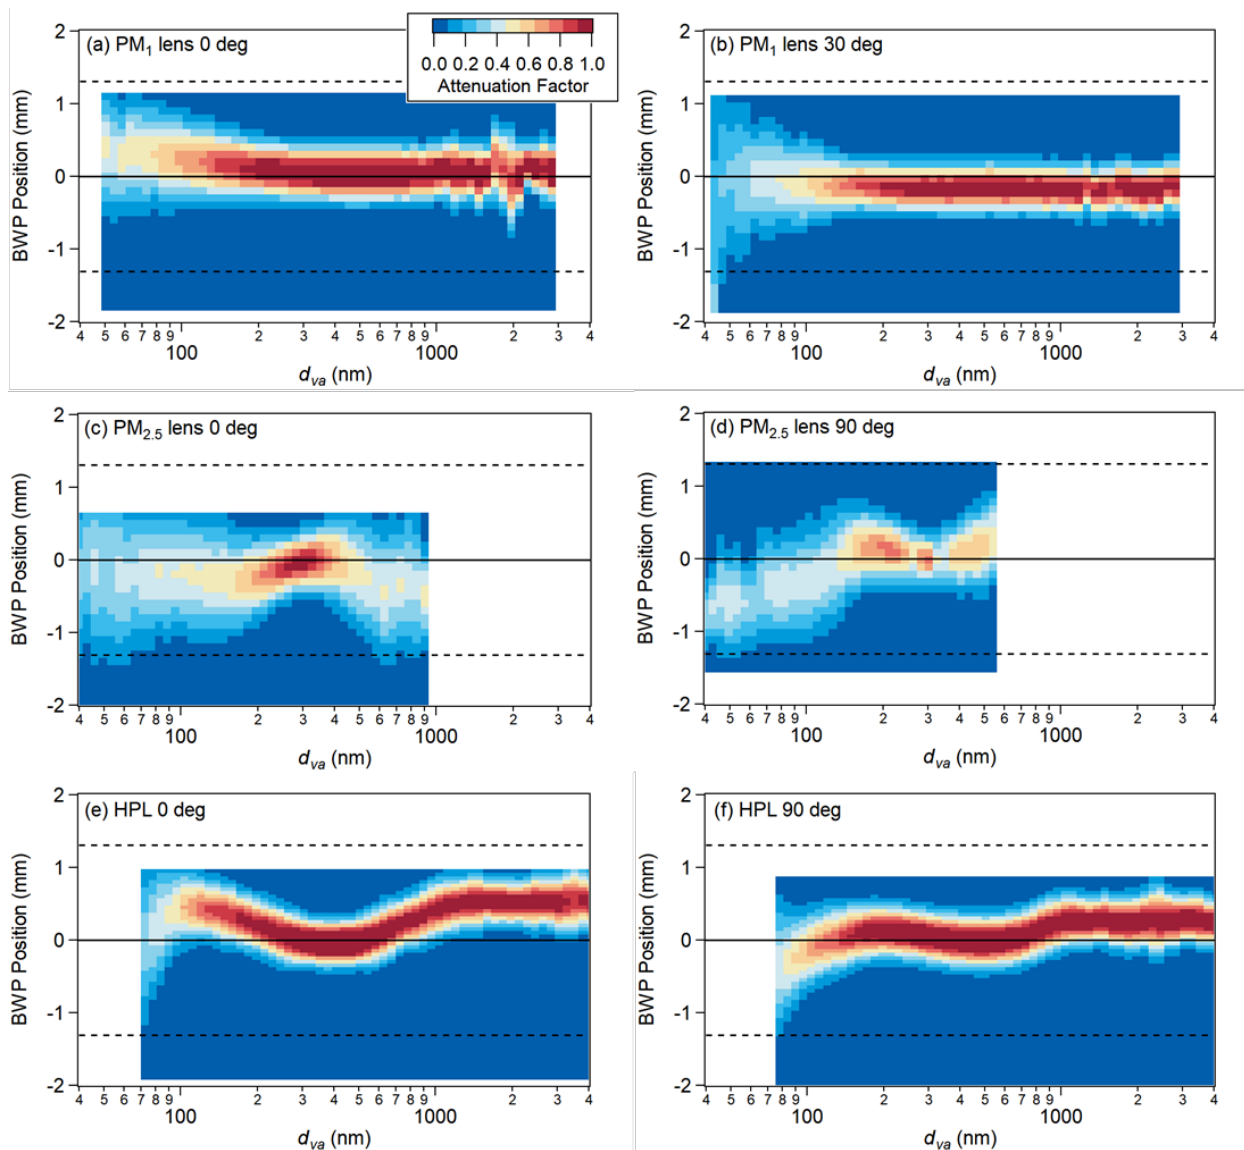 (a) PM1 lens 0 deg
0.0 0.2 0.4 0.6 0.8 1.0
Attenuation Factor
2
1
0
-1
-2
BWP Position (mm)
4 5 6 7 8 9 2 3 4 5 6 7 8 9 2 3 4
100 1000
dva (nm)
(b) PM1 lens 30 deg
2
1
0
-1
-2
BWP Position (mm)
4 5 6 7 8 9 2 3 4 5 6 7 8 9 2 3 4
100 1000
dva (nm)
(c) PM2.5 lens 0 deg
2
1
0
-1
-2
BWP Position (mm)
4 5 6 7 8 9 2 3 4 5 6 7 8 9 2 3 4
100 1000
dva (nm)
(d) PM2.5 lens 90 deg
2
1
0
-1
-2
BWP Position (mm)
4 5 6 7 8 9 2 3 4 5 6 7 8 9 2 3 4
100 1000
dva (nm)
(e) HPL 0 deg
2
1
0
-1
-2
BWP Position (mm)
4 5 6 7 8 9 2 3 4 5 6 7 8 9 2 3 4
100 1000
dva (nm)
(f) HPL 90 deg
2
1
0
-1
-2
BWP Position (mm)
4 5 6 7 8 9 2 3 4 5 6 7 8 9 2 3 4
100 1000
dva (nm)